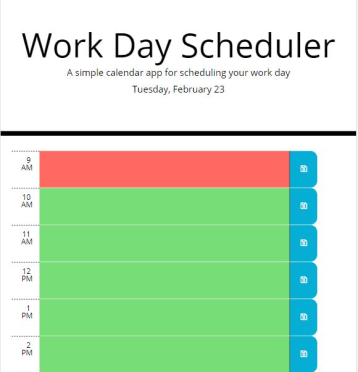 Work Day Scheduler
A simple calendar app for scheduling your work day
Tuesday, February 23
9
AM
10
AM
11
AM
12
PM
1
PM
2
PM